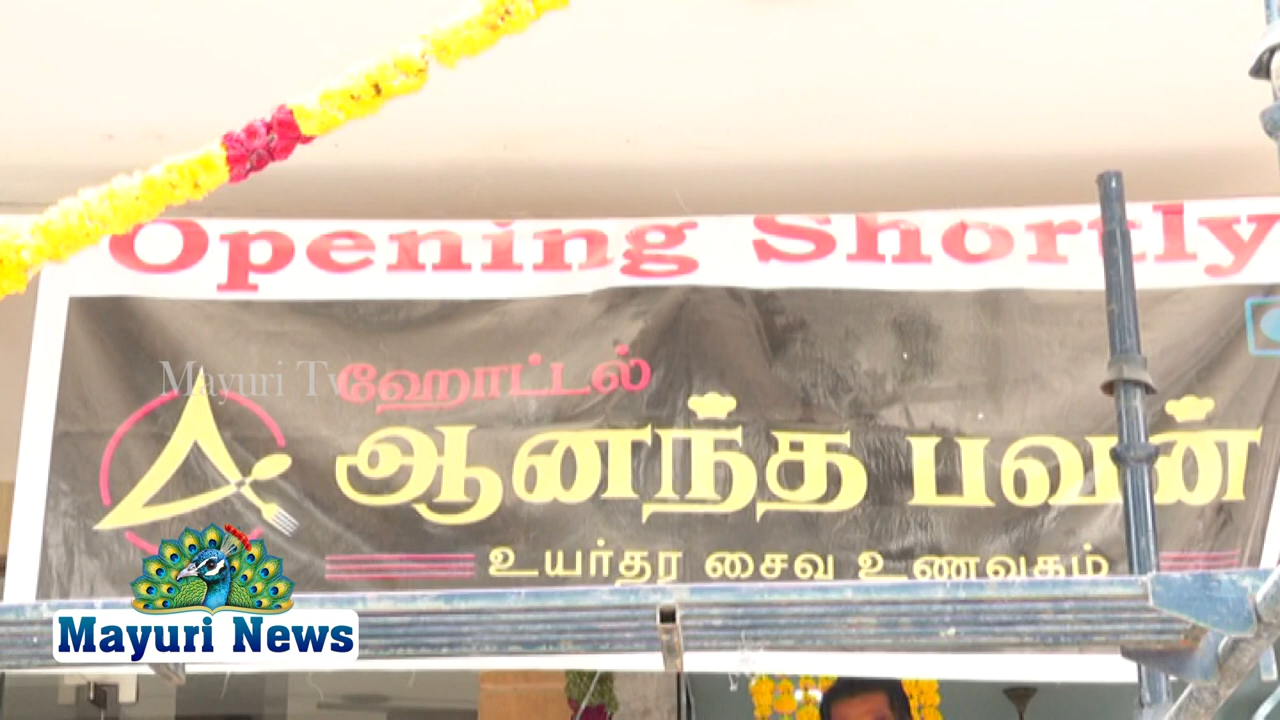 Opening Shortly
Mayuri Tv
ஹோட்டல்
ஆனந்த பவன்
உயர்தர சைவ உணவகம்
Mayuri News